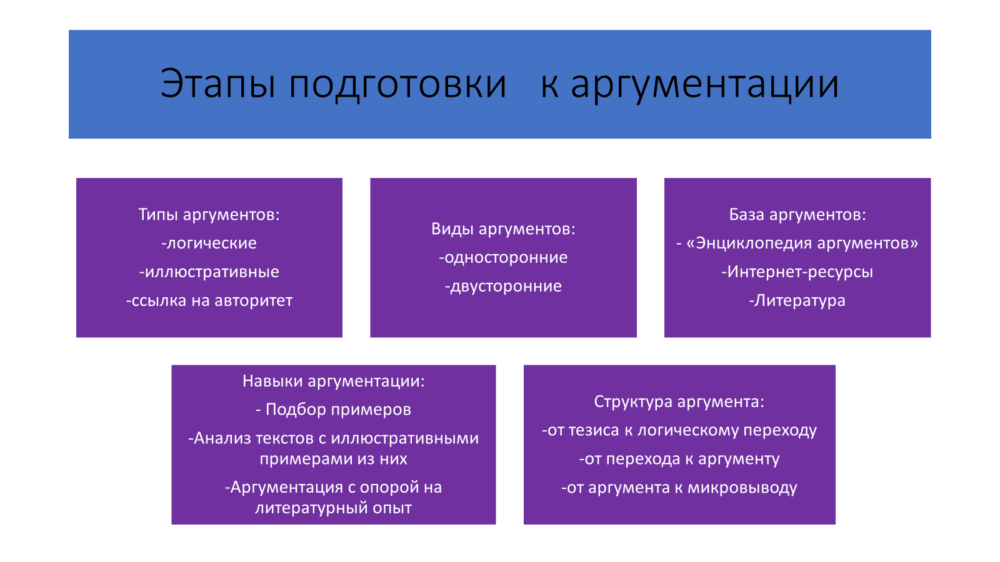 Этапы подготовки   к аргументации
Типы аргументов:
-логические
-иллюстративные
-ссылка на авторитет
Виды аргументов:
-односторонние
-двусторонние
База аргументов:
- «Энциклопедия аргументов»
-Интернет-ресурсы
-Литература
Навыки аргументации:
- Подбор примеров
-Анализ текстов с иллюстративными
примерами из них
-Аргументация с опорой на
литературный опыт
Структура аргумента:
-от тезиса к логическому переходу
-от перехода к аргументу
-от аргумента к микровыводу